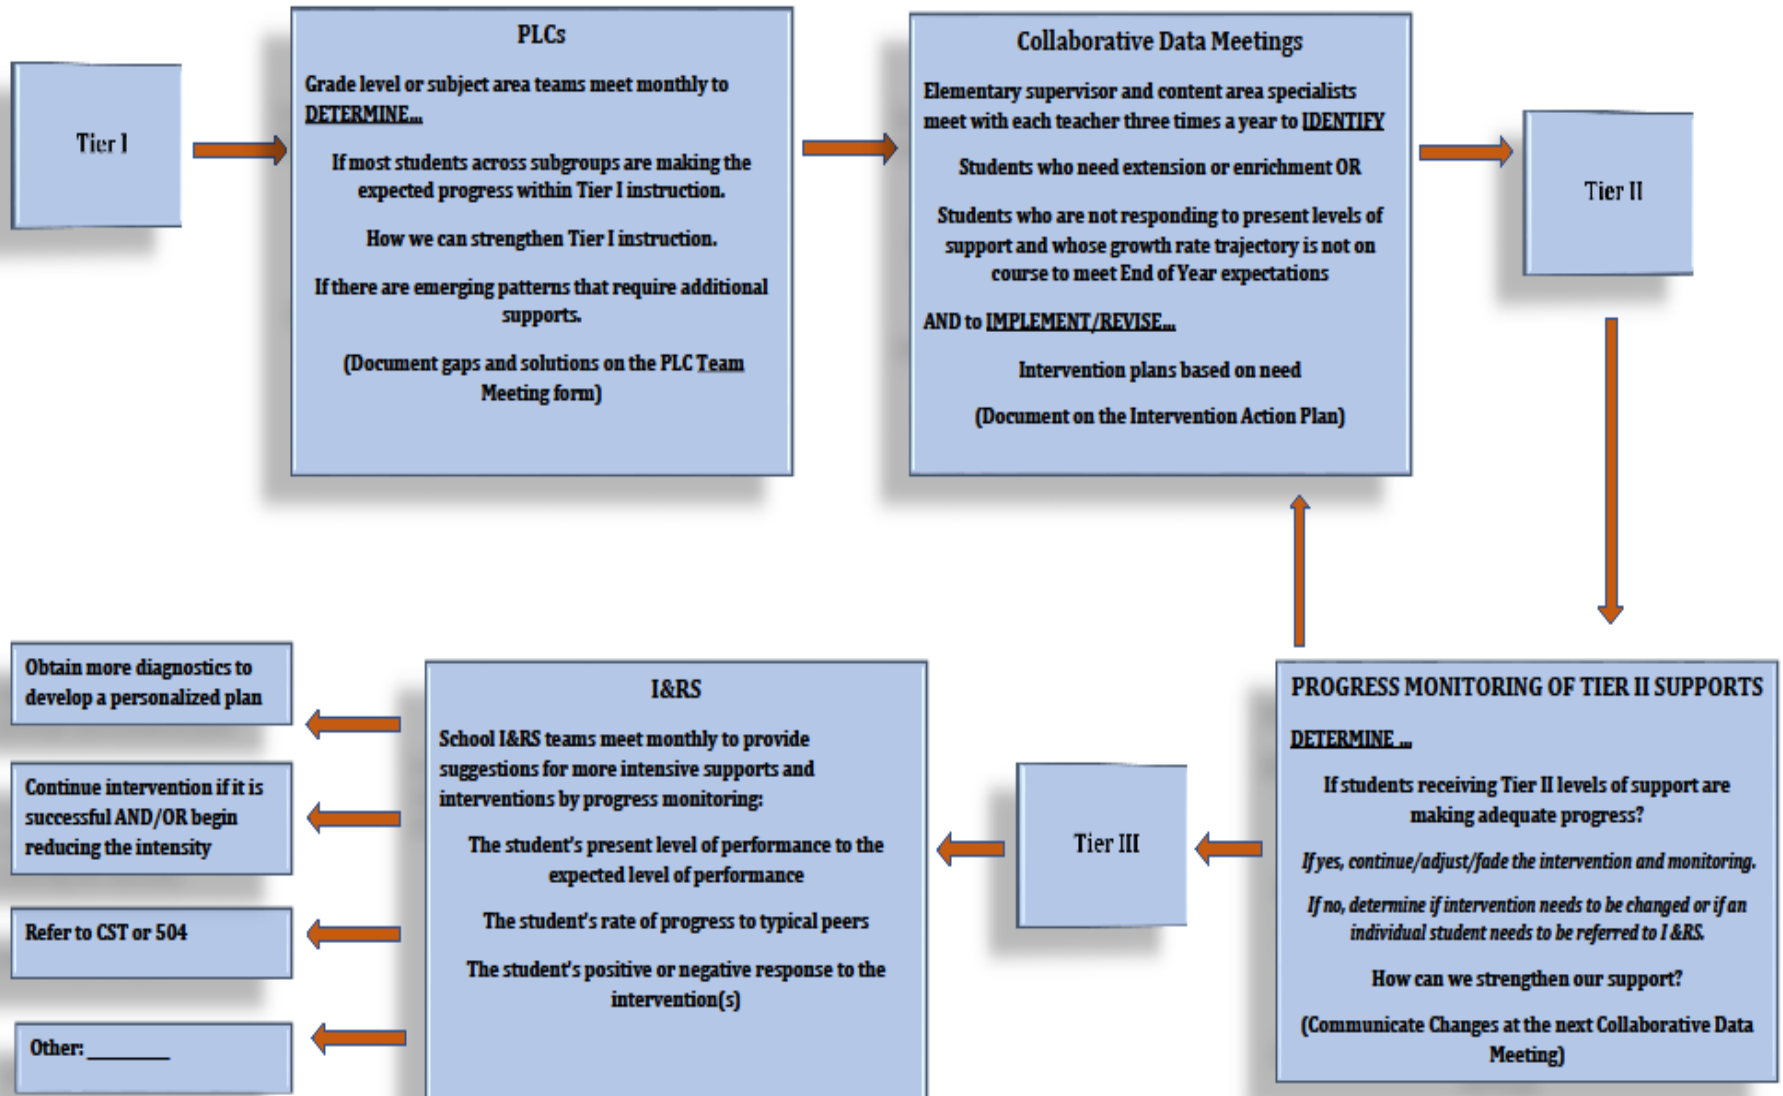 Tier I
PLCs
Grade level or subject area teams meet monthly to
DETERMINE...
If most students across subgroups are making the
expected progress within Tier I instruction.
How we can strengthen Tier I instruction.
If there are emerging patterns that require additional
supports.
(Document gaps and solutions on the PLC Team
Meeting form)
Collaborative Data Meetings
Elementary supervisor and content area specialists
meet with each teacher three times a year to IDENTIFY
Students who need extension or enrichment OR
Students who are not responding to present levels of
support and whose growth rate trajectory is not on
course to meet End of Year expectations
AND to IMPLEMENT/REVISE...
Intervention plans based on need
(Document on the Intervention Action Plan)
Tier II
PROGRESS MONITORING OF TIER II SUPPORTS
DETERMINE ...
If students receiving Tier II levels of support are
making adequate progress?
If yes, continue/adjust/fade the intervention and monitoring.
If no, determine if intervention needs to be changed or if an
individual student needs to be referred to I &RS.
How can we strengthen our support?
(Communicate Changes at the next Collaborative Data
Meeting)
Tier III
I&RS
School I&RS teams meet monthly to provide
suggestions for more intensive supports and
interventions by progress monitoring:
The student's present level of performance to the
expected level of performance
The student's rate of progress to typical peers
The student's positive or negative response to the
intervention(s)
Obtain more diagnostics to
develop a personalized plan
Continue intervention if it is
successful AND/OR begin
reducing the intensity
Refer to CST or 504
Other: ________